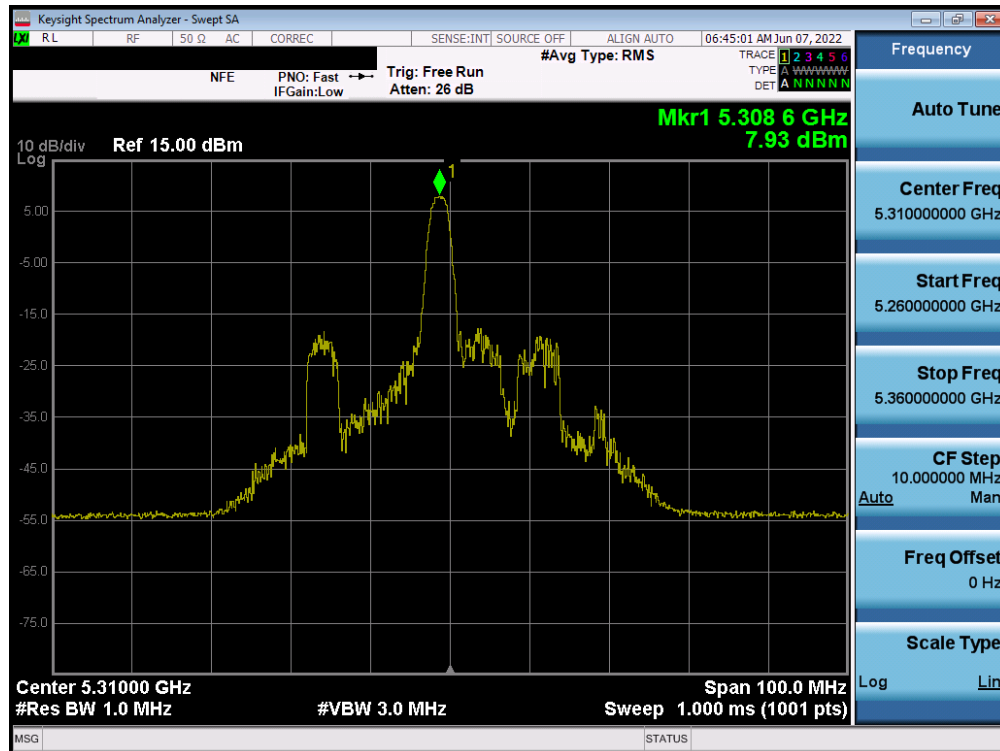 Keysight Spectrum Analyzer - Swept SA
LXI RL RF 50 Ω AC CORREC SENSE:INT SOURCE OFF ALIGN AUTO 06:45:01 AM Jun 07, 2022
NFE PNO: Fast Trig: Free Run #Avg Type: RMS TRACE 1 2 3 4 5 6
IFGain:Low Atten: 26 dB TYPE A WWWWW
DET A N N N N N
Mkr1 5.308 6 GHz
7.93 dBm
10 dB/div Ref 15.00 dBm
Log
1
5.00
-5.00
-15.0
-25.0
-35.0
-45.0
-55.0
-65.0
-75.0
Center 5.31000 GHz Span 100.0 MHz
#Res BW 1.0 MHz #VBW 3.0 MHz Sweep 1.000 ms (1001 pts)
MSG STATUS
Frequency
Auto Tune
Center Freq
5.310000000 GHz
Start Freq
5.260000000 GHz
Stop Freq
5.360000000 GHz
CF Step
10.000000 MHz
Auto Man
Freq Offset
0 Hz
Scale Type
Log Lin